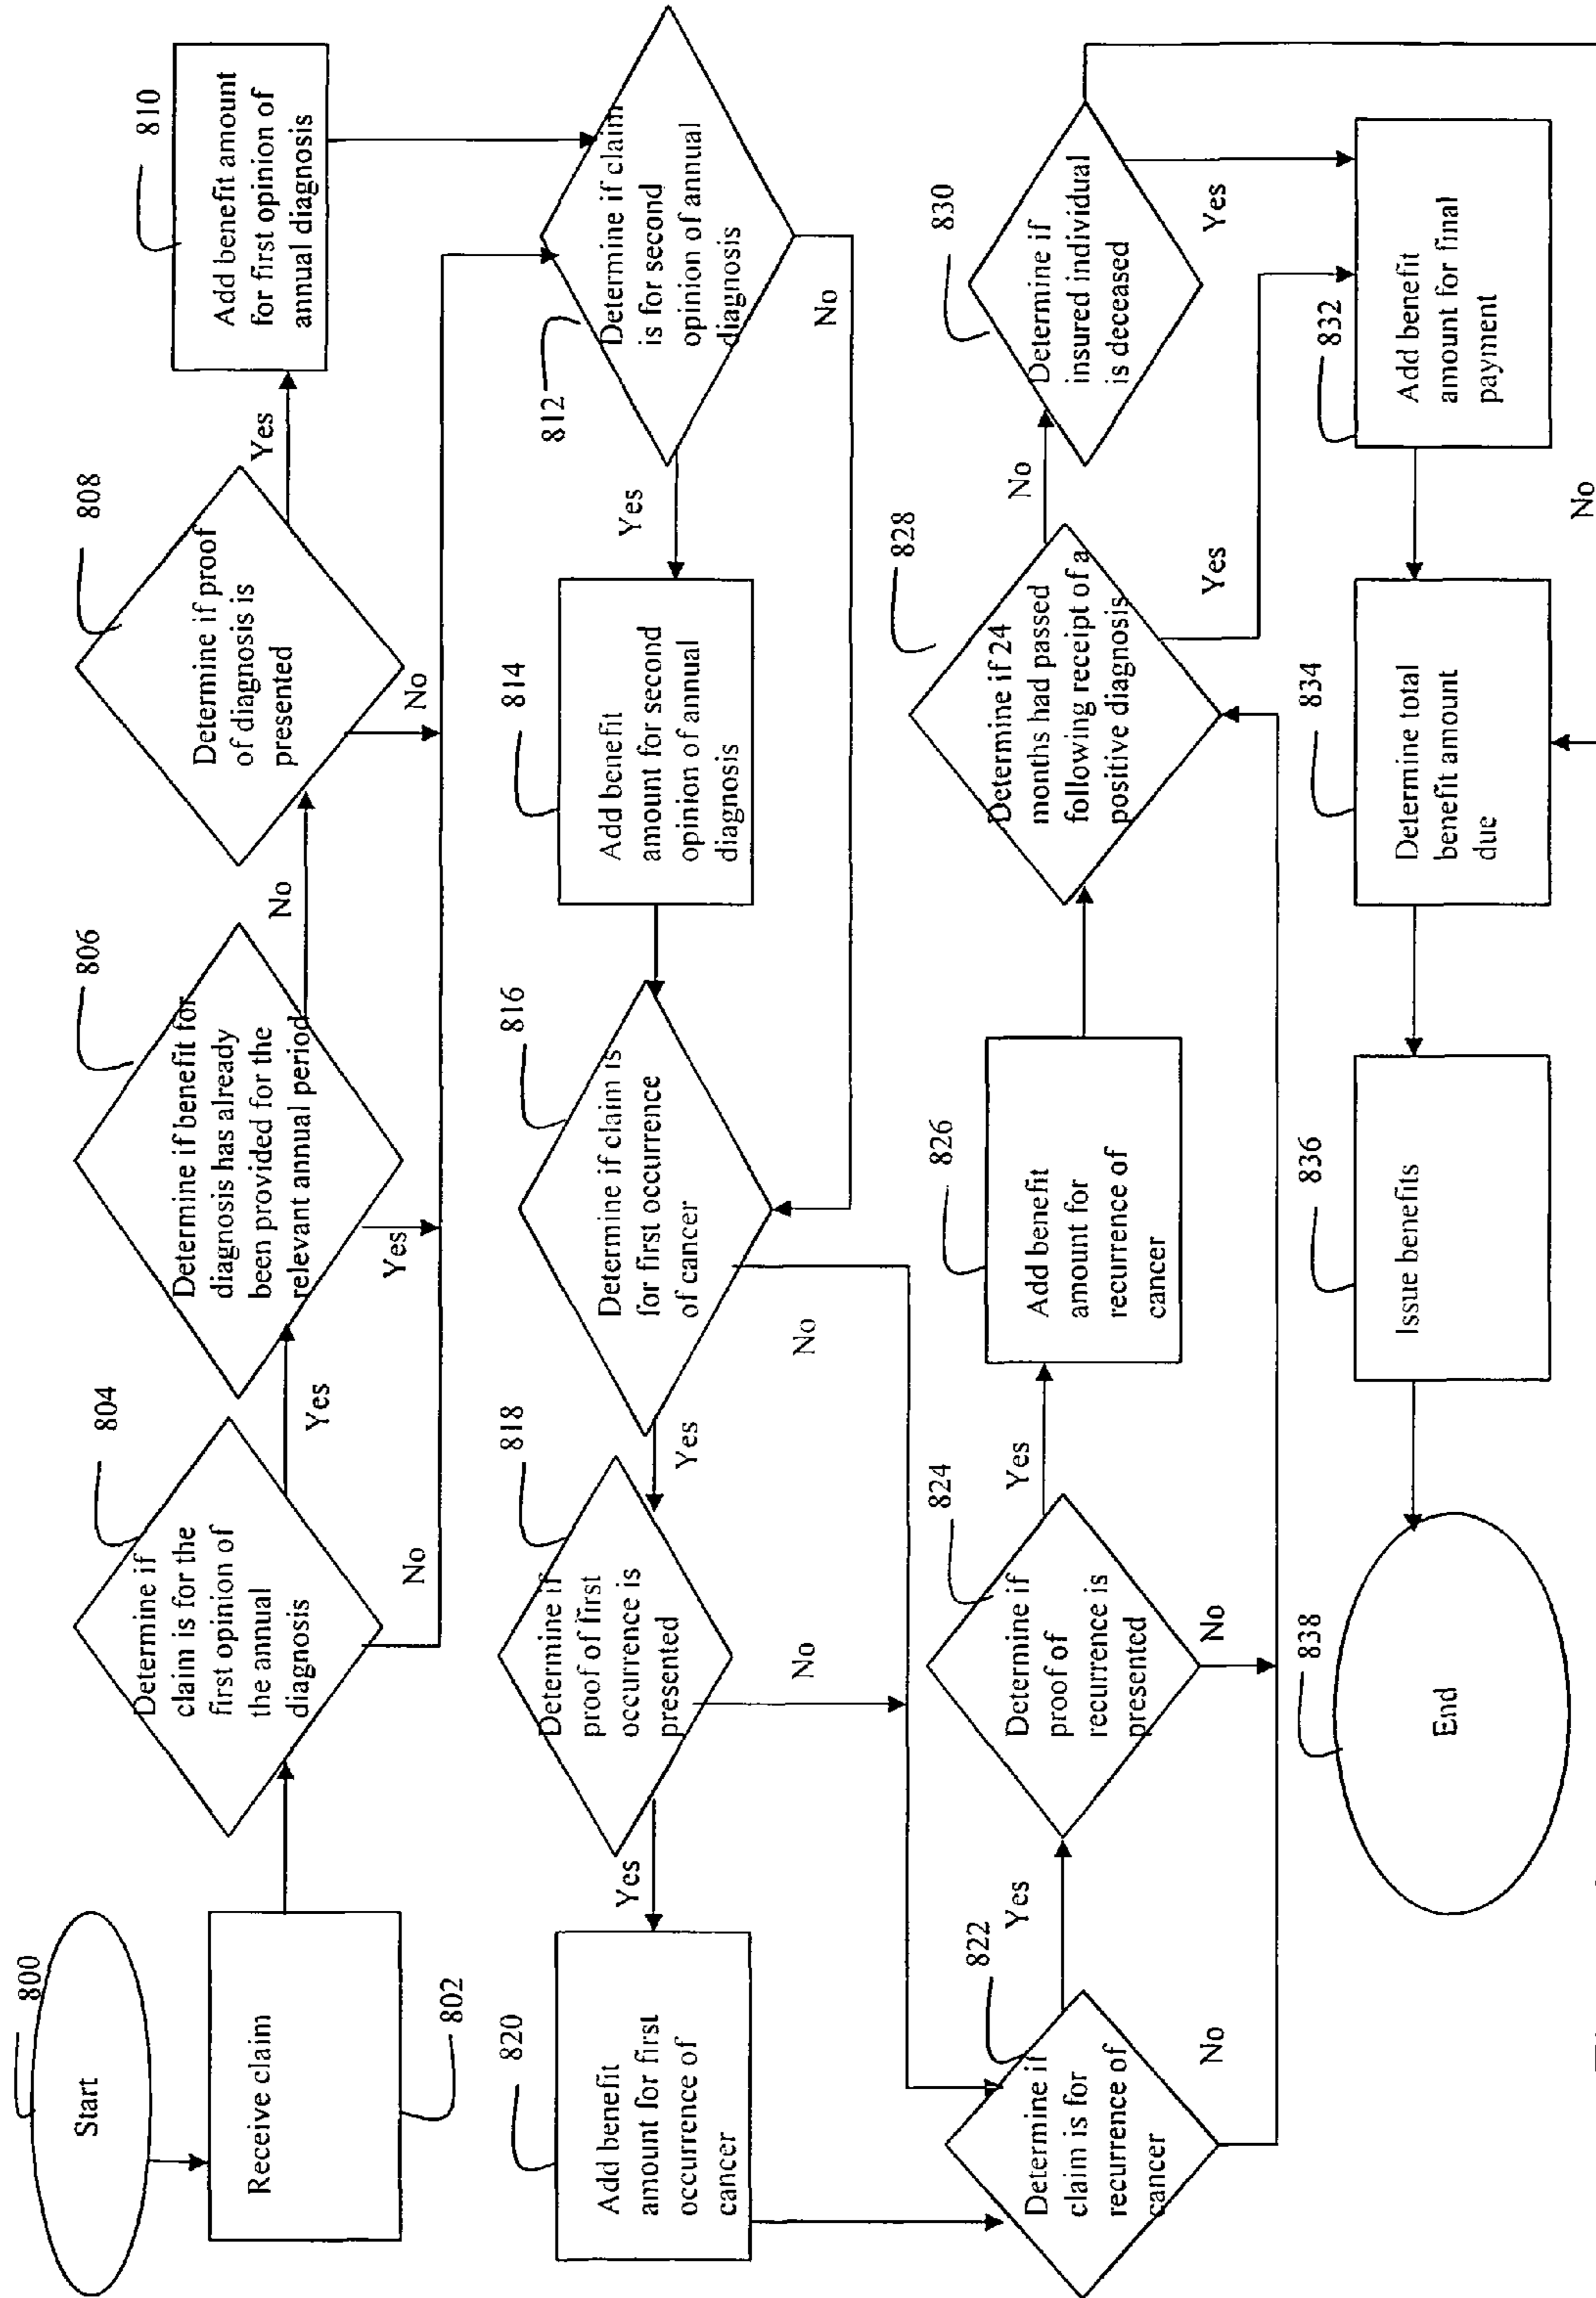 800
Start
Receive claim
802
804
Determine if
claim is for the
first opinion of
the annual
diagnosis
Yes
No
806
Determine if benefit for
diagnosis has already
been provided for the
relevant annual period
No
Yes
808
Determine if proof
of diagnosis is
presented
Yes
No
810
Add benefit amount
for first opinion of
annual diagnosis
812
Determine if claim
is for second
opinion of annual
diagnosis
Yes
No
814
Add benefit
amount for second
opinion of annual
diagnosis
816
Determine if claim is
for first occurrence
of cancer
Yes
No
818
Determine if
proof of first
occurrence is
presented
Yes
No
820
Add benefit
amount for first
occurrence of
cancer
822
Determine if
claim is for
recurrence of
cancer
Yes
No
824
Determine if
proof of
recurrence is
presented
Yes
No
826
Add benefit
amount for
recurrence of
cancer
828
Determine if 24
months had passed
following receipt of a
positive diagnosis
No
Yes
830
Determine if
insured individual
is deceased
Yes
No
832
Add benefit
amount for final
payment
834
Determine total
benefit amount
due
836
Issue benefits
838
End